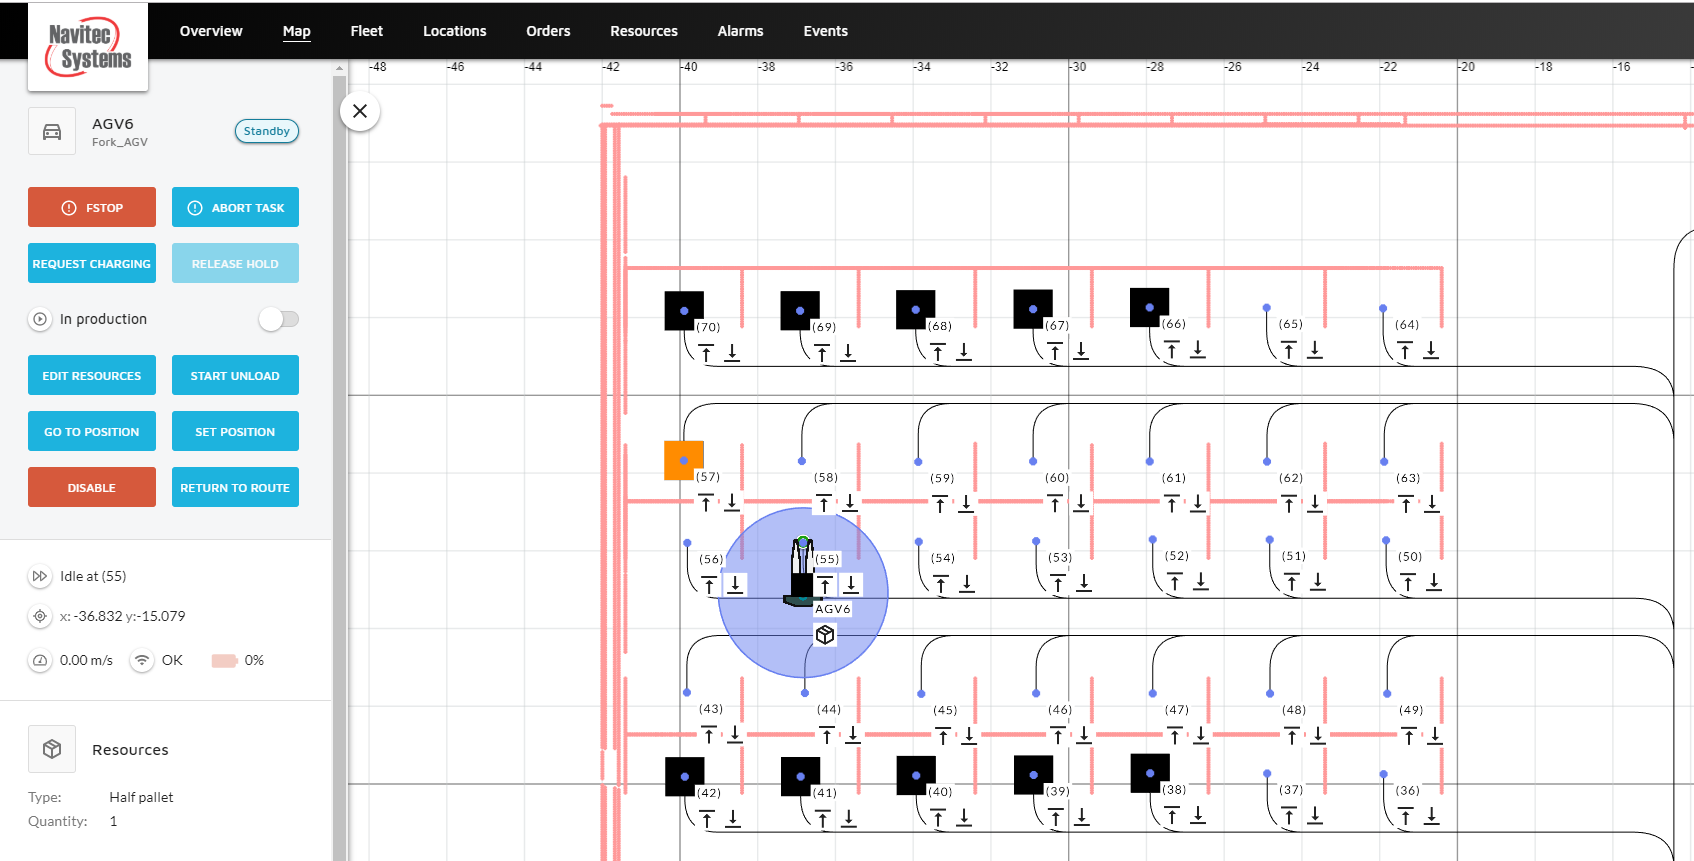 Navitec
Systems
Overview Map Fleet Locations Orders Resources Alarms Events
-48 -46 -44 -42 -40 -38 -36 -34 -32 -30 -28 -26 -24 -22 -20 -18 -16
AGV6
Fork_AGV
Standby
FSTOP ABORT TASK
REQUEST CHARGING RELEASE HOLD
In production
EDIT RESOURCES START UNLOAD
GO TO POSITION SET POSITION
DISABLE RETURN TO ROUTE
Idle at (55)
x: -36.832 y:-15.079
0.00 m/s OK 0%
Resources
Type: Half pallet
Quantity: 1
(70) (69) (68) (67) (66) (65) (64)
(57) (58) (59) (60) (61) (62) (63)
(56) (55) (54) (53) (52) (51) (50)
AGV6
(43) (44) (45) (46) (47) (48) (49)
(42) (41) (40) (39) (38) (37) (36)